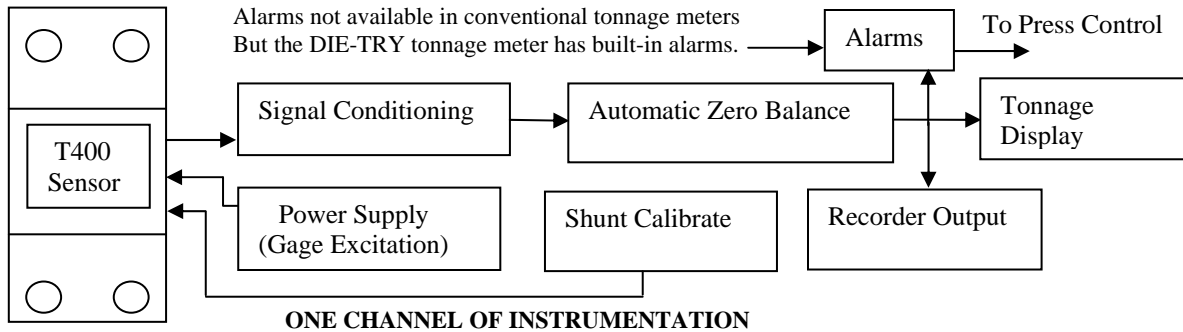 Alarms not available in conventional tonnage meters
But the DIE-TRY tonnage meter has built-in alarms.
Alarms
To Press Control
Signal Conditioning
Automatic Zero Balance
Tonnage
Display
T400
Sensor
Power Supply
(Gage Excitation)
Shunt Calibrate
Recorder Output
ONE CHANNEL OF INSTRUMENTATION